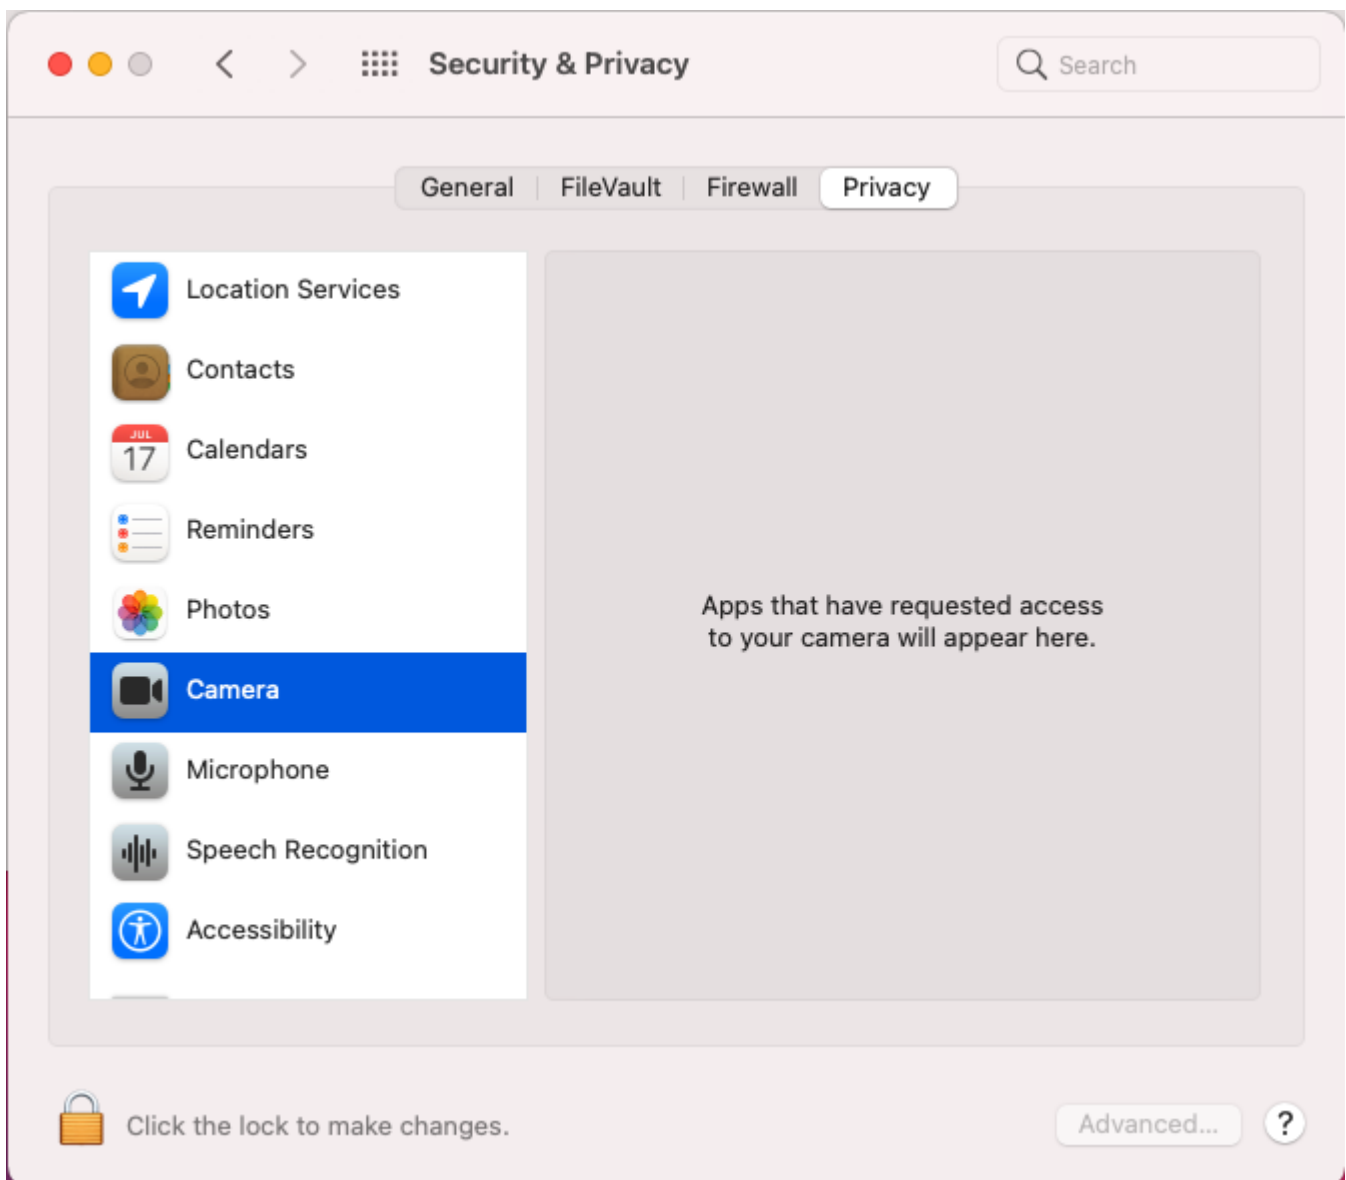 Security & Privacy
Search
General
FileVault
Firewall
Privacy
Location Services
Contacts
JUL
17
Calendars
Reminders
Photos
Camera
Microphone
Speech Recognition
Accessibility
Apps that have requested access
to your camera will appear here.
Click the lock to make changes.
Advanced...
?